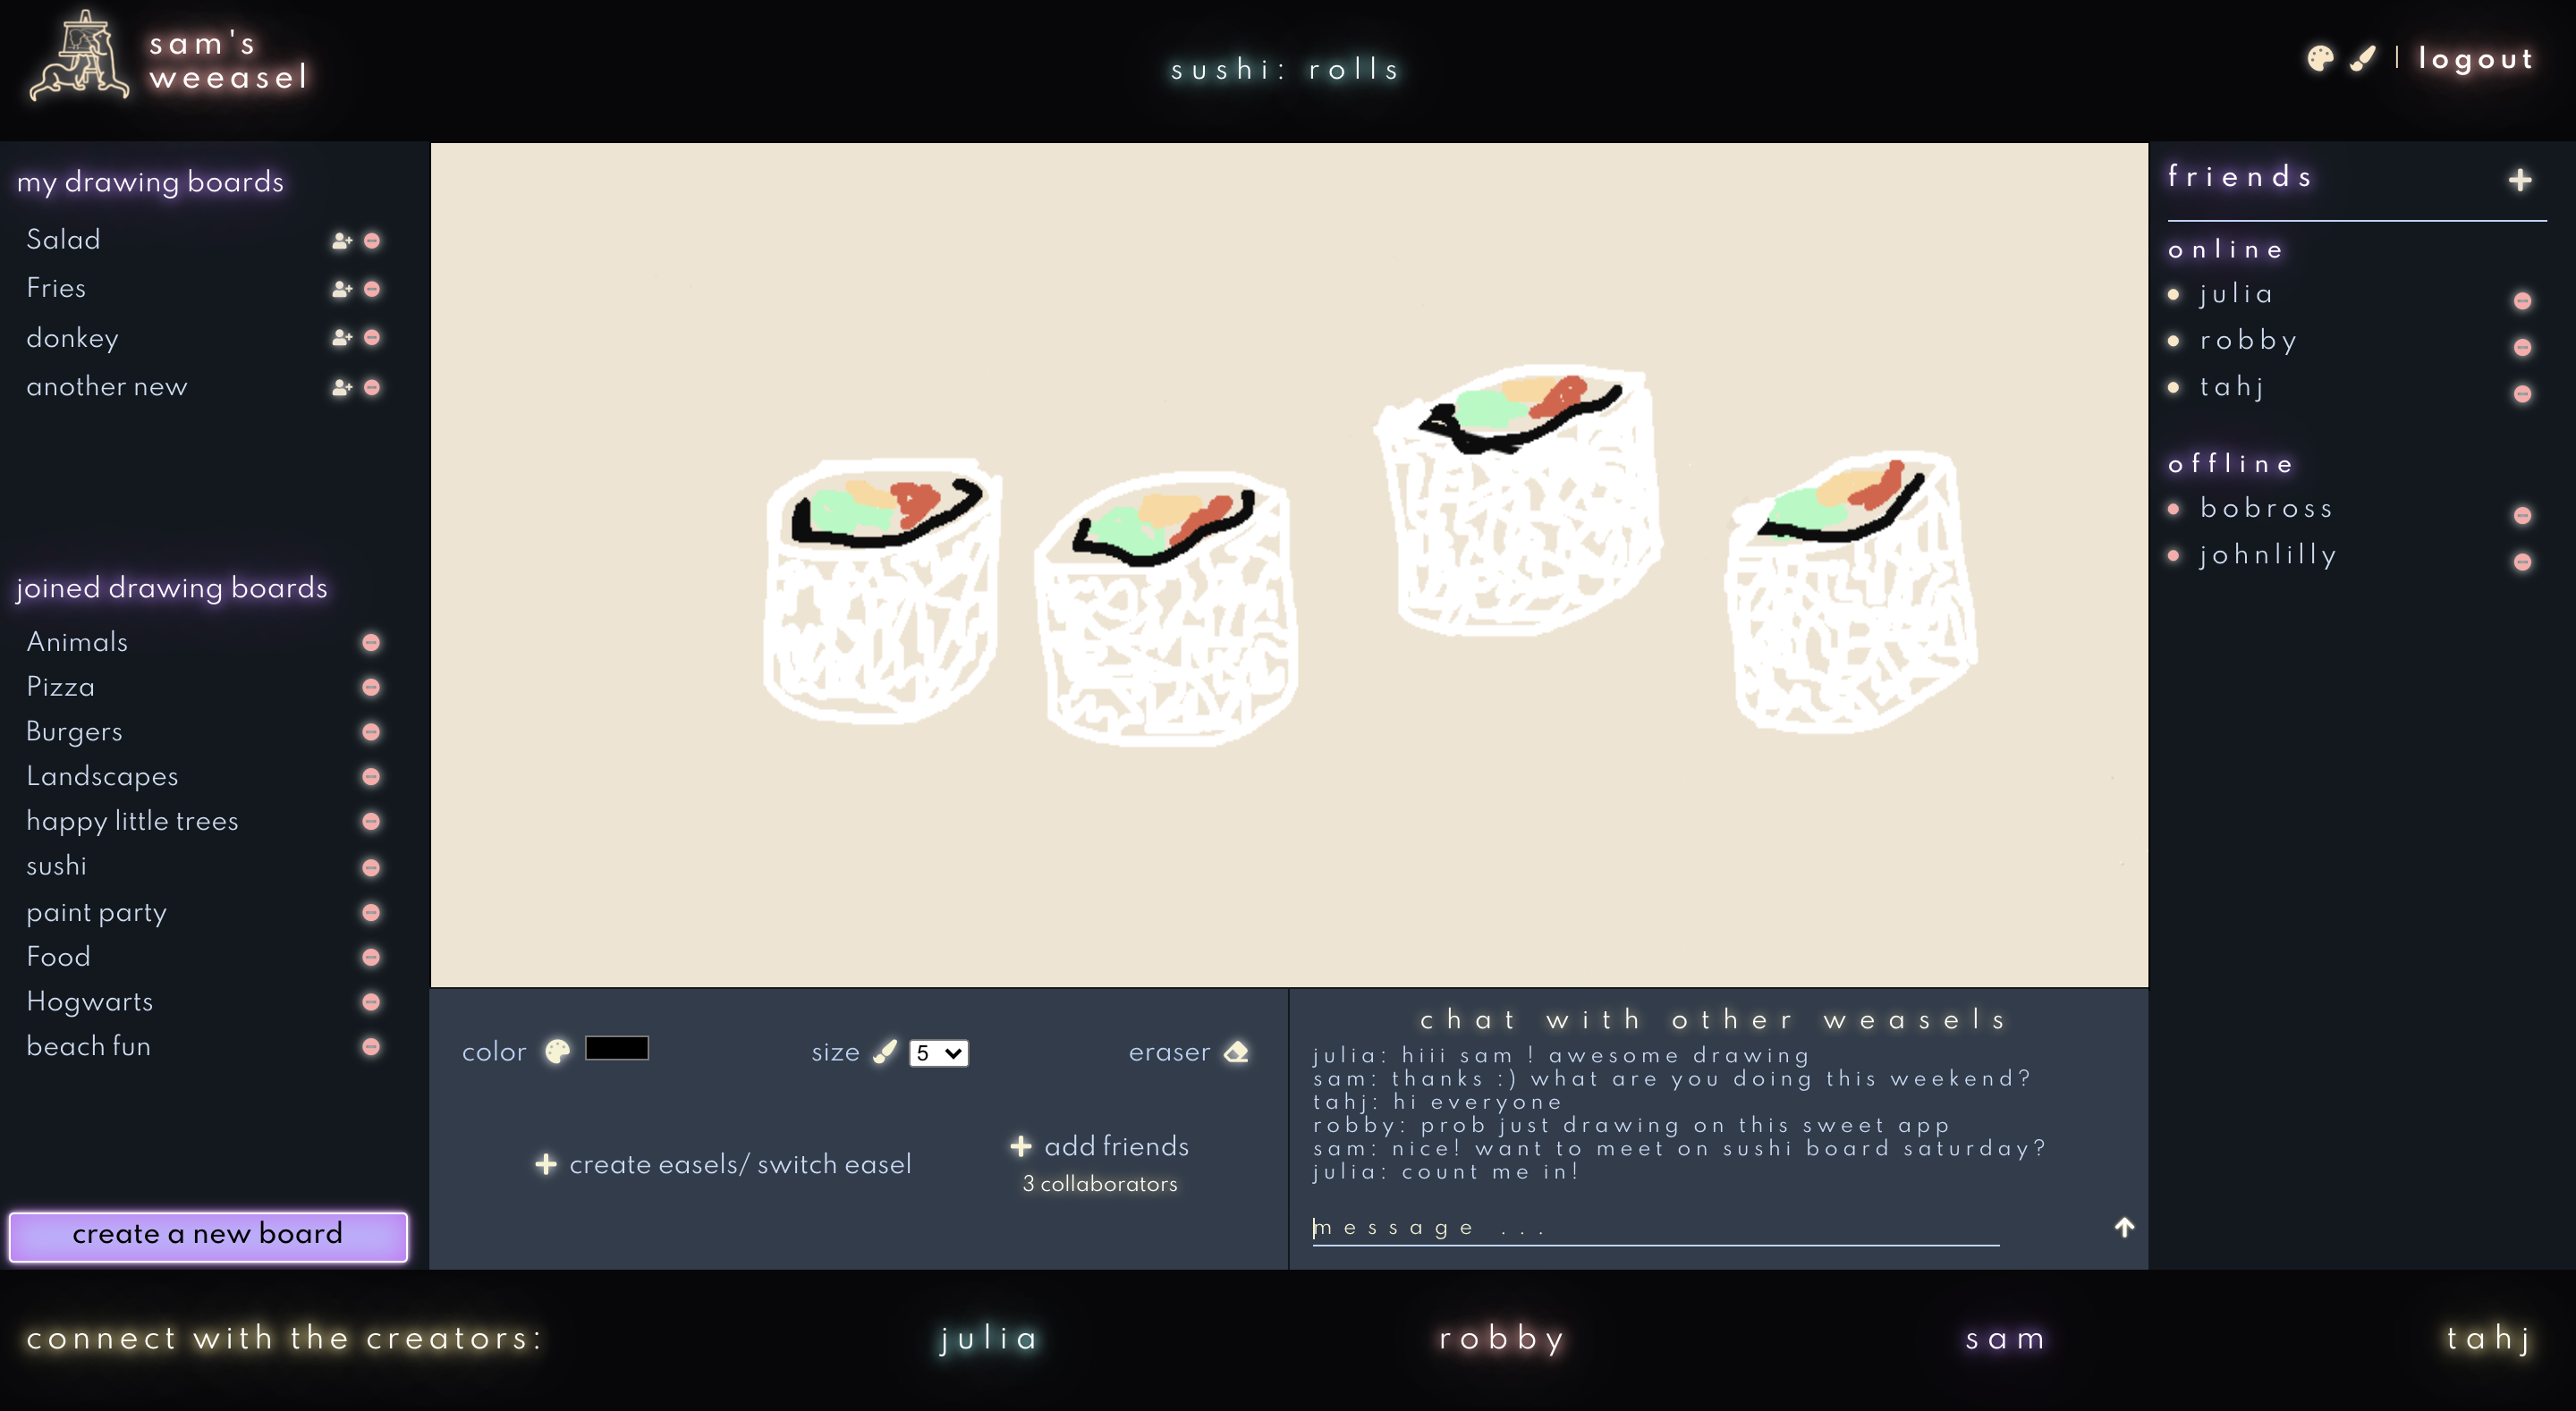 sam's
weeasel
sushi: rolls
logout
my drawing boards
Salad
Fries
donkey
another new
joined drawing boards
Animals
Pizza
Burgers
Landscapes
happy little trees
sushi
paint party
Food
Hogwarts
beach fun
create a new board
color
size
5
eraser
create easels/ switch easel
add friends
3 collaborators
chat with other weasels
julia: hiii sam ! awesome drawing
sam: thanks :) what are you doing this weekend?
tahj: hi everyone
robby: prob just drawing on this sweet app
sam: nice! want to meet on sushi board saturday?
julia: count me in!
message ...
friends
online
julia
robby
tahj
offline
bobross
johnlilly
connect with the creators:
julia
robby
sam
tahj